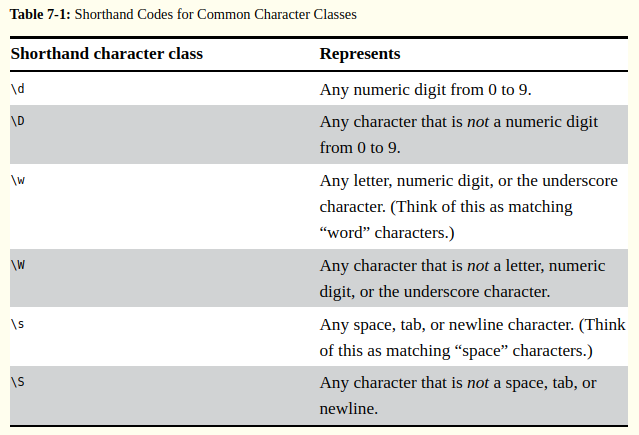 Table 7-1: Shorthand Codes for Common Character Classes
Shorthand character class Represents
\d Any numeric digit from 0 to 9.
\D Any character that is not a numeric digit
from 0 to 9.
\w Any letter, numeric digit, or the underscore
character. (Think of this as matching
“word” characters.)
\W Any character that is not a letter, numeric
digit, or the underscore character.
\s Any space, tab, or newline character. (Think
of this as matching “space” characters.)
\S Any character that is not a space, tab, or
newline.